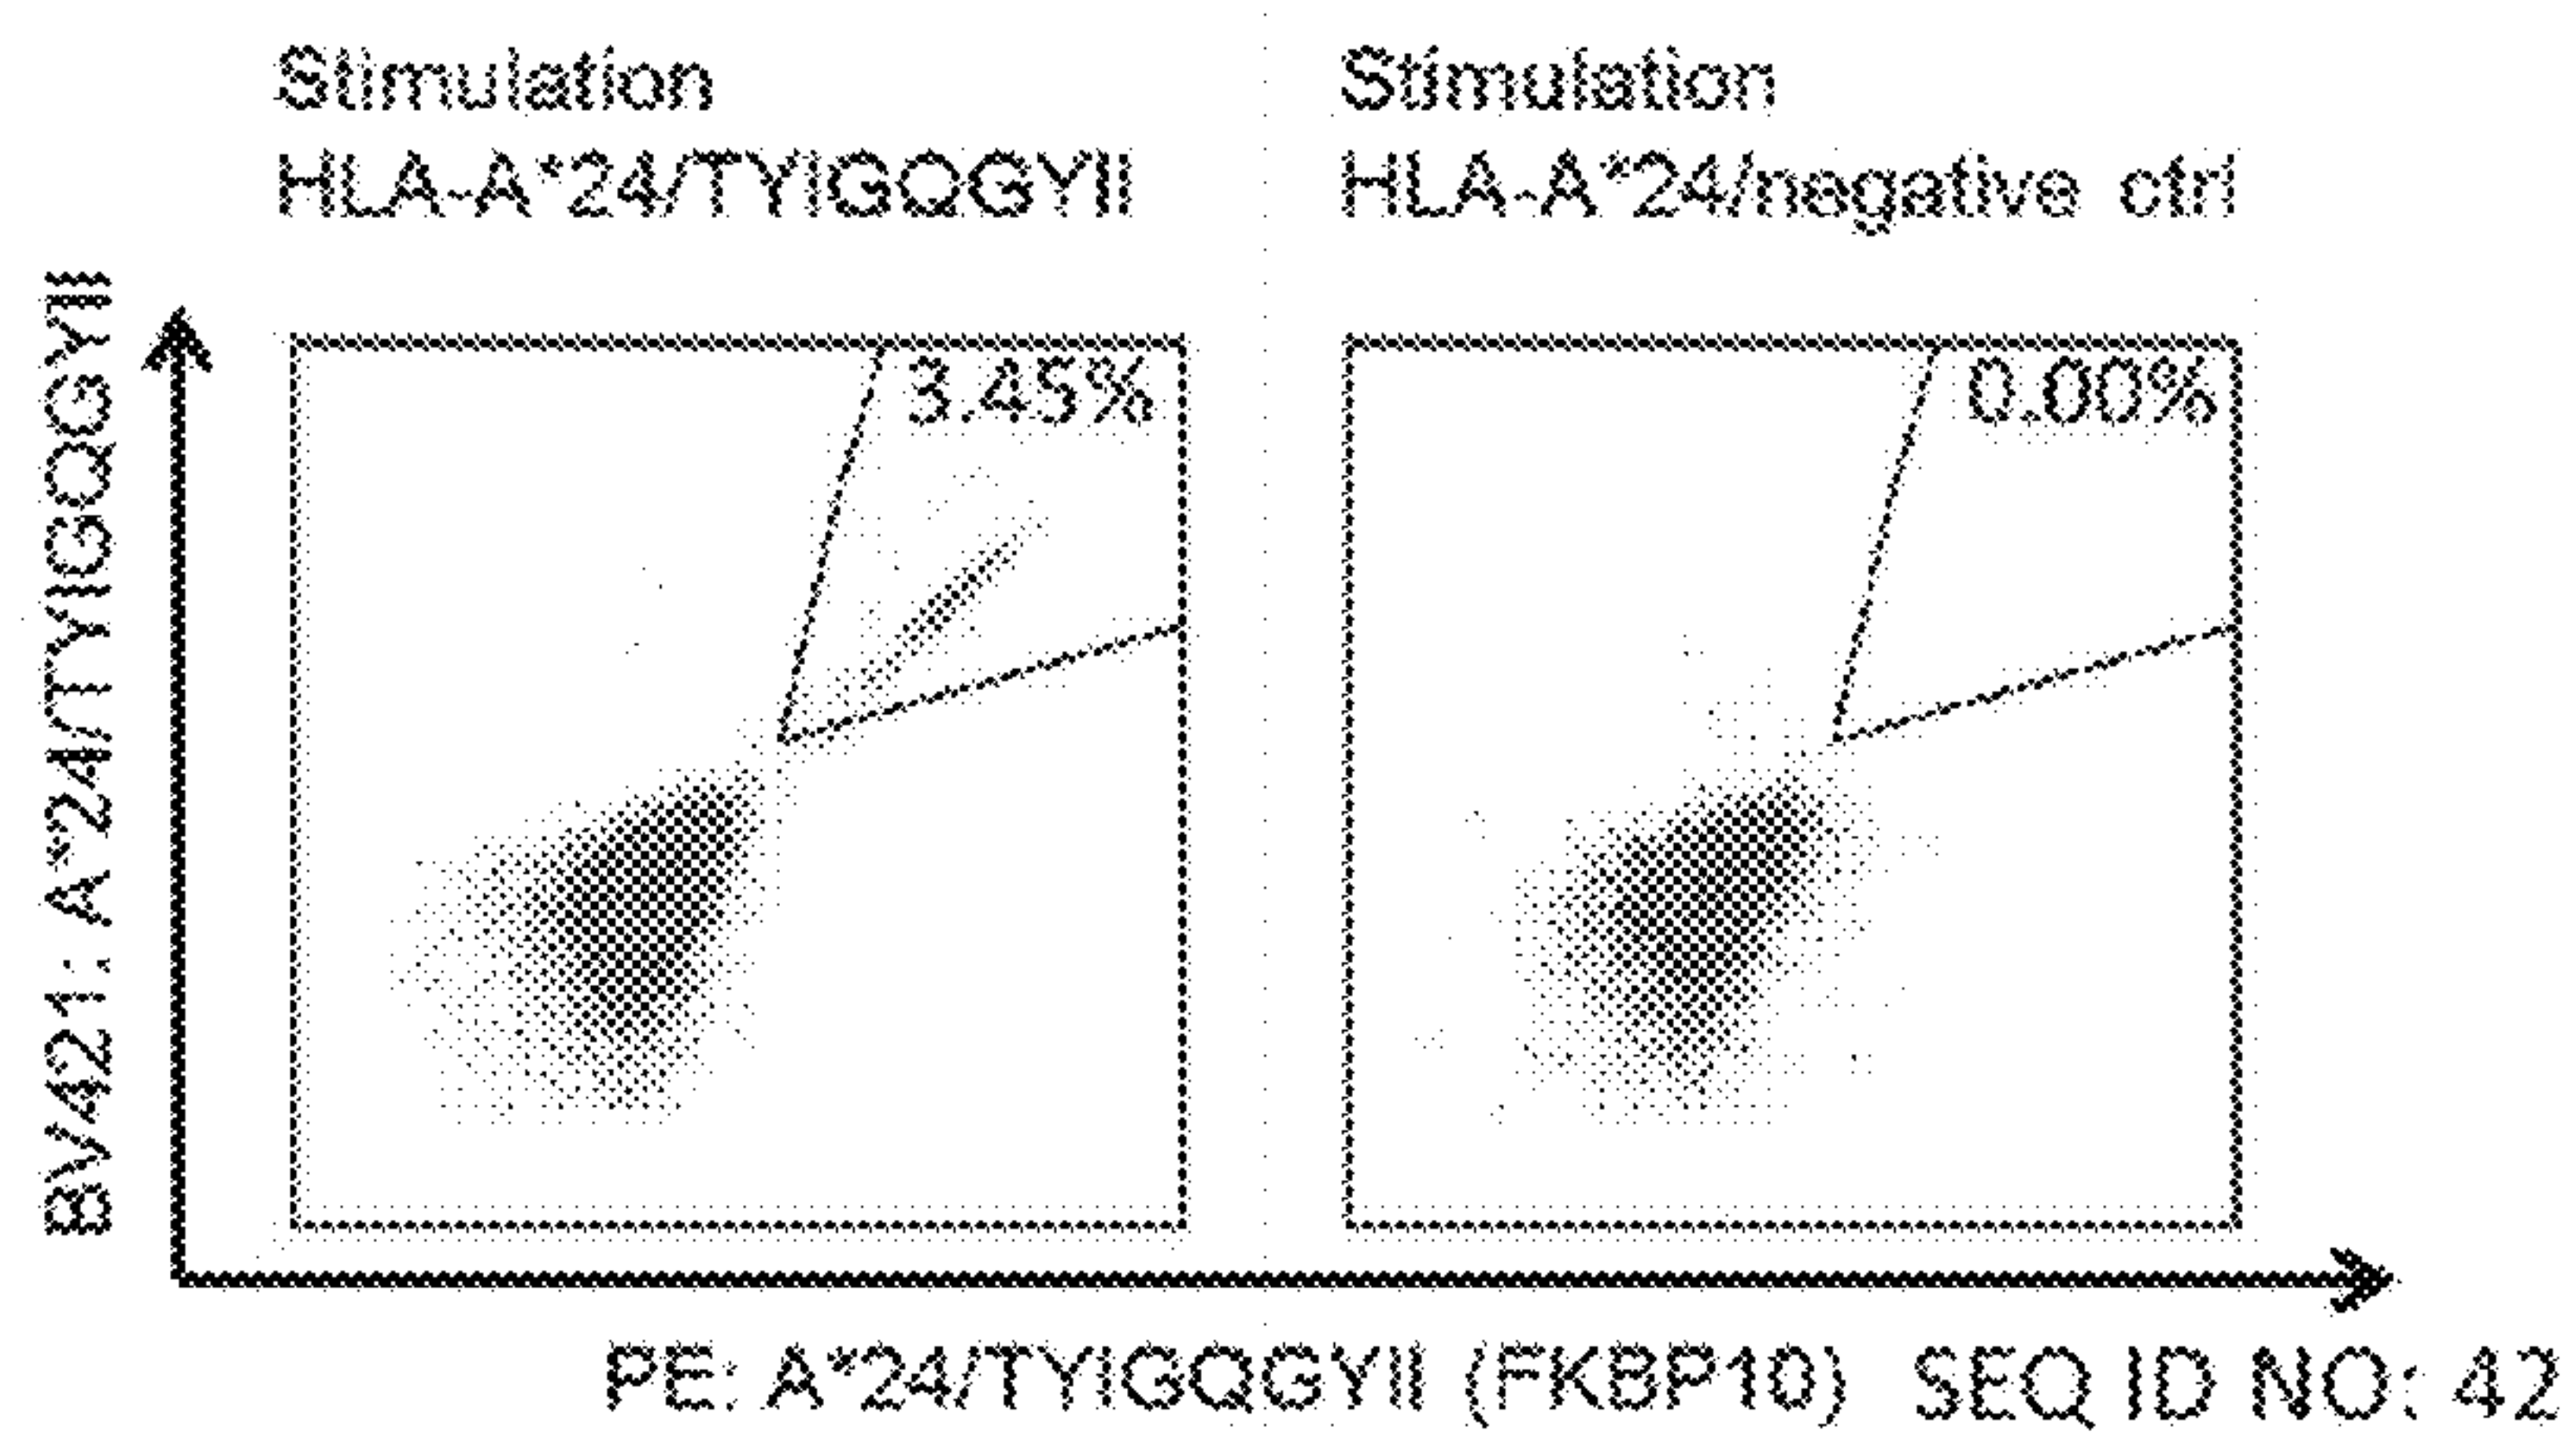 Stimulation
HLA-A*24/TYIGQGYII
Stimulation
HLA-A*24/negative ctrl
BV421: A*24/TYIGQGYII
3.45%
0.00%
PE: A*24/TYIGQGYII (FKBP10) SEQ ID NO: 42